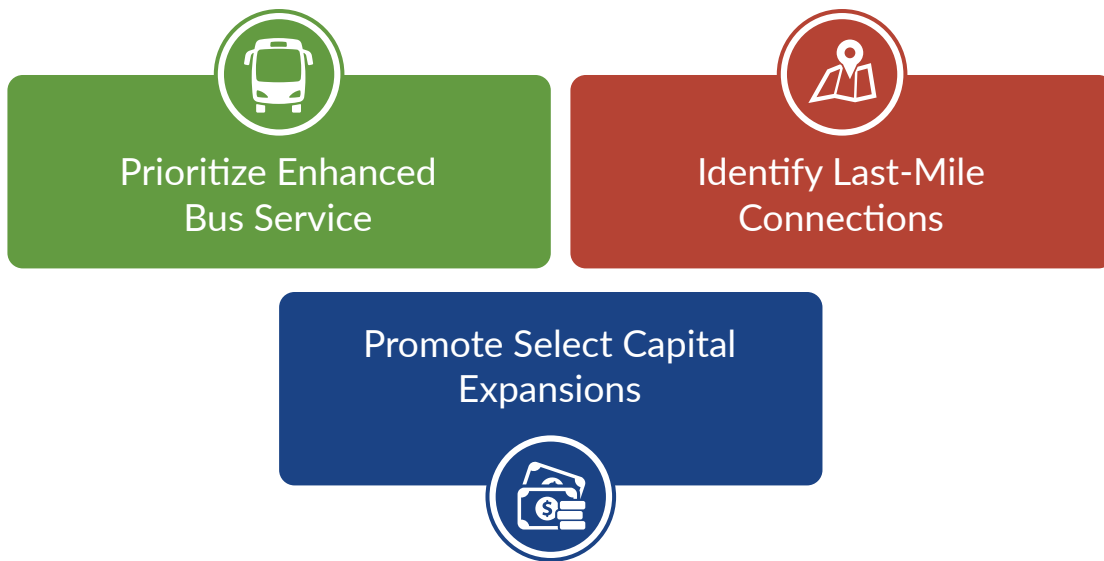 Prioritize Enhanced
Bus Service
Identify Last-Mile
Connections
Promote Select Capital
Expansions
$